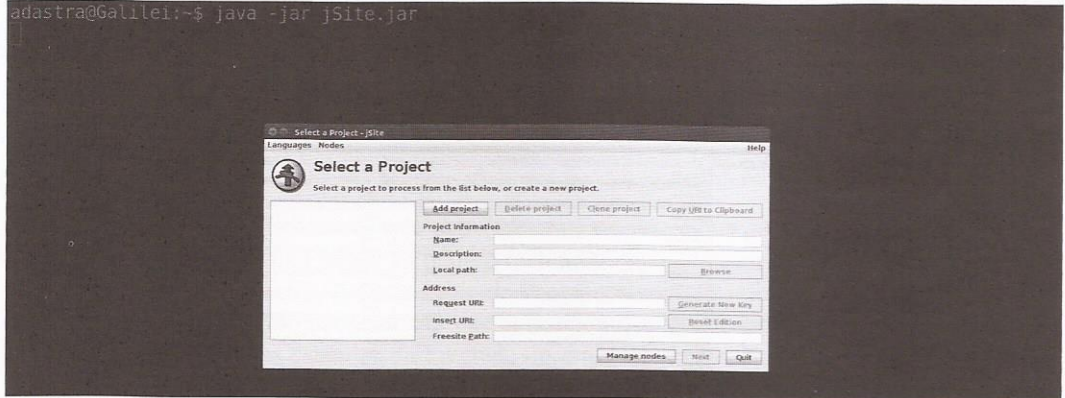 adastra@Galilei:~$ java -jar jSite.jar
Select a Project - jSite
Languages Nodes Help
Select a Project
Select a project to process from the list below, or create a new project.
Add project Delete project Clone project Copy URI to Clipboard
Project Information
Name:
Description:
Local path: Browse
Address
Request URI: Generate New Key
Insert URI: Reset Edition
Freesite Path:
Manage nodes Next Quit